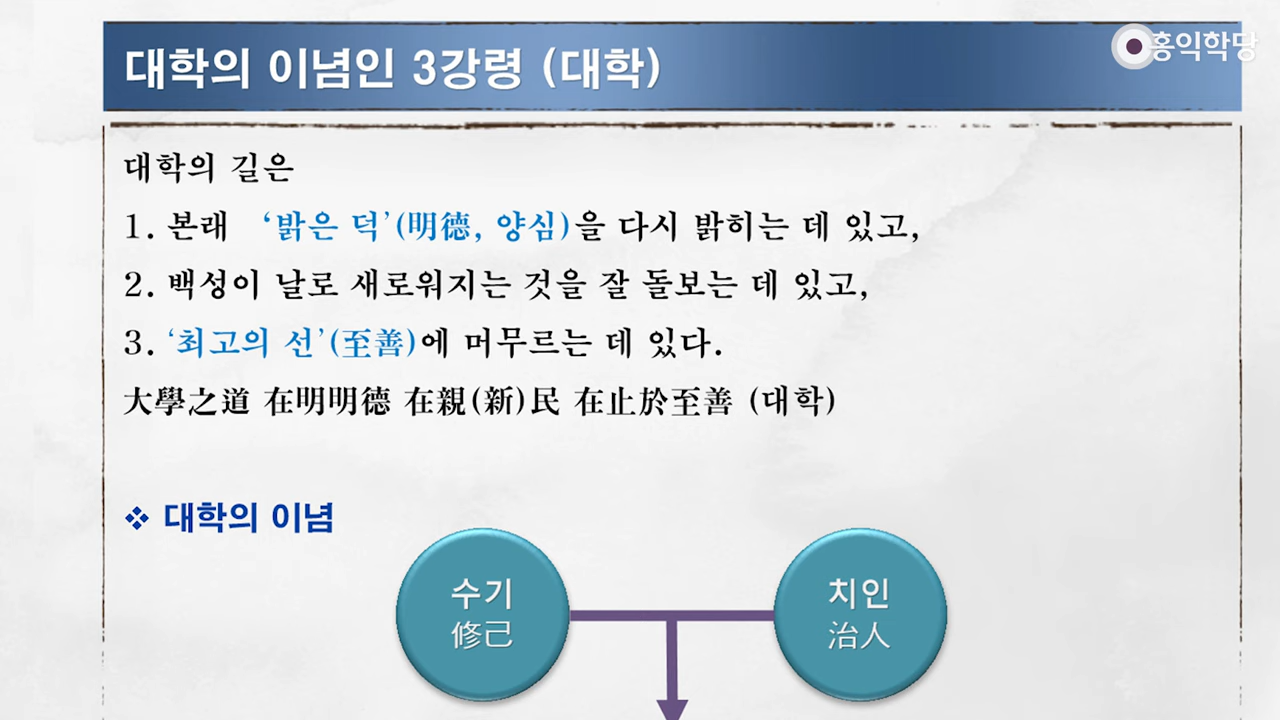 대학의 이념인 3강령 (대학)
홍익학당
대학의 길은
1. 본래 ‘밝은 덕’(明德, 양심)을 다시 밝히는 데 있고,
2. 백성이 날로 새로워지는 것을 잘 돌보는 데 있고,
3. ‘최고의 선’(至善)에 머무르는 데 있다.
大學之道 在明明德 在親(新)民 在止於至善 (대학)
❖ 대학의 이념
수기
修己
치인
治人